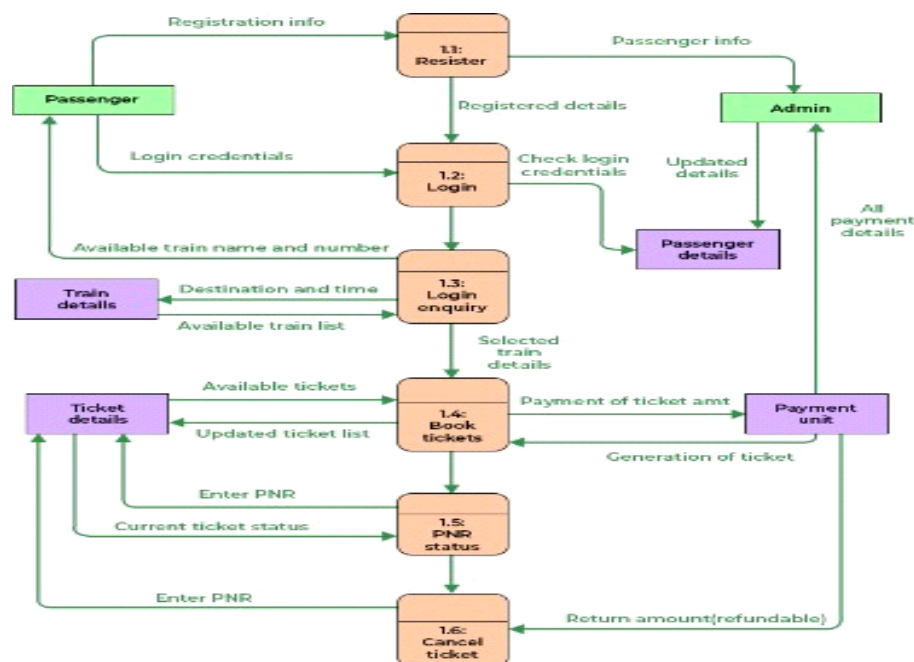 Registration info
1.1:
Resister
Passenger info
Passenger
Admin
Registered details
Login credentials
1.2:
Login
Check login
credentials
Updated
details
All
payment
details
Available train name and number
Passenger
details
1.3:
Login
enquiry
Train
details
Destination and time
Available train list
Selected
train
details
Available tickets
Ticket
details
1.4:
Book
tickets
Payment of ticket amt
Payment
unit
Updated ticket list
Generation of ticket
Enter PNR
1.5:
PNR
status
Current ticket status
Enter PNR
1.6:
Cancel
ticket
Return amount(refundable)